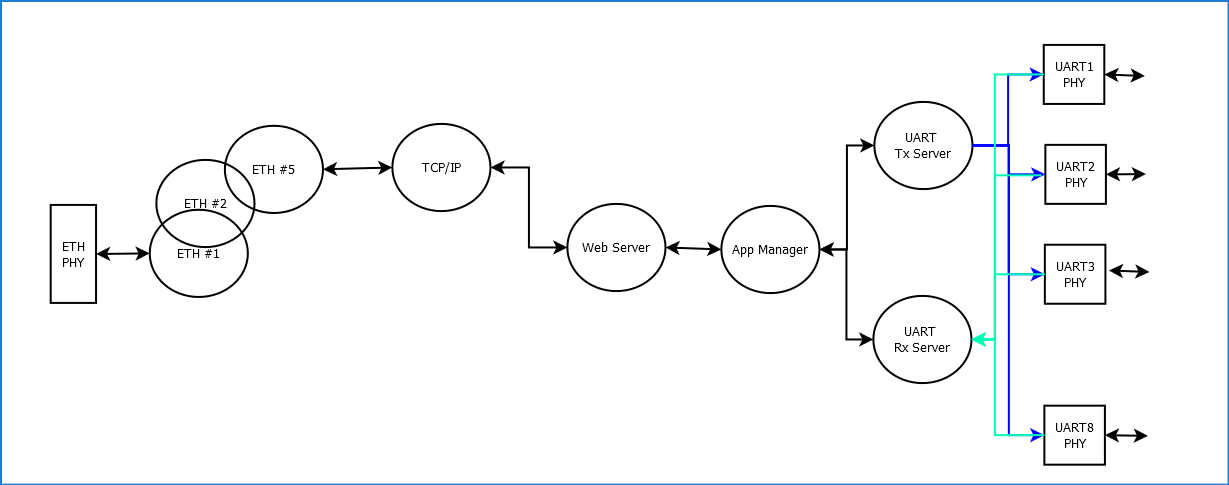 ETH
PHY
ETH #1
ETH #2
ETH #5
TCP/IP
Web Server
App Manager
UART
Tx Server
UART
Rx Server
UART1
PHY
UART2
PHY
UART3
PHY
UART8
PHY